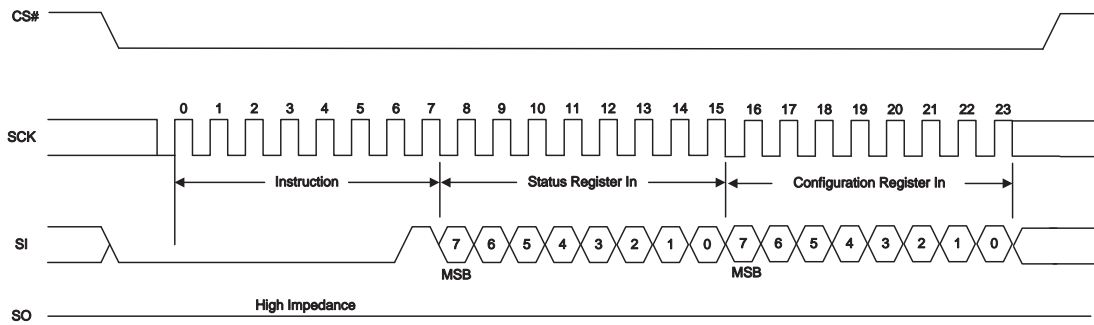 CS#
0 1 2 3 4 5 6 7 8 9 10 11 12 13 14 15 16 17 18 19 20 21 22 23
SCK
Instruction Status Register In Configuration Register In
SI 7 6 5 4 3 2 1 0 7 6 5 4 3 2 1 0
MSB MSB
High Impedance
SO